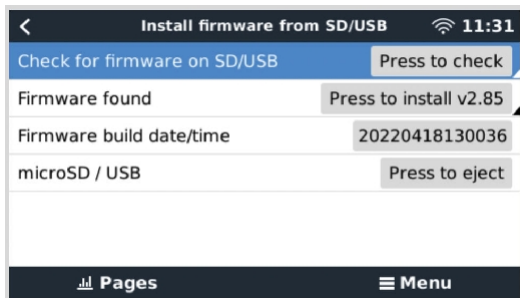 Install firmware from SD/USB 11:31
Check for firmware on SD/USB Press to check
Firmware found Press to install v2.85
Firmware build date/time 20220418130036
microSD / USB Press to eject
Pages Menu